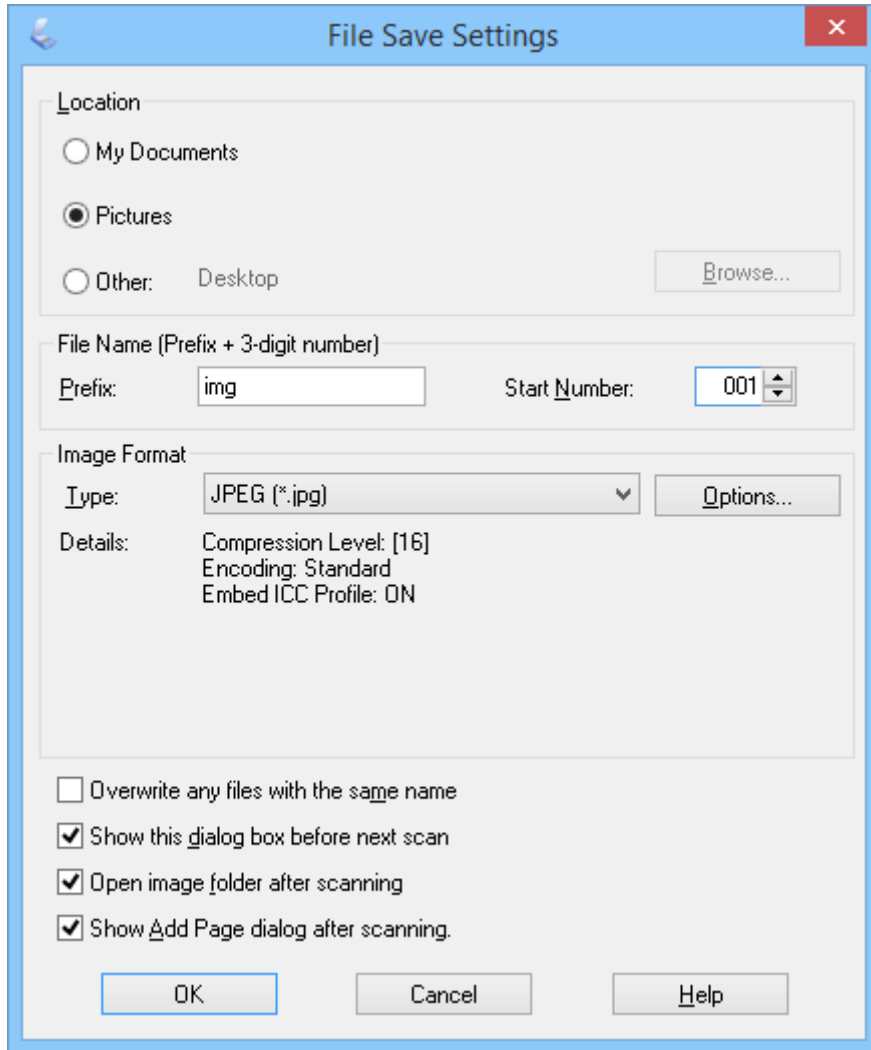 File Save Settings
Location
My Documents
Pictures
Other: Desktop Browse...
File Name (Prefix + 3-digit number)
Prefix: img Start Number: 001
Image Format
Type: JPEG (*.jpg) Options...
Details: Compression Level: [16]
Encoding: Standard
Embed ICC Profile: ON
Overwrite any files with the same name
Show this dialog box before next scan
Open image folder after scanning
Show Add Page dialog after scanning.
OK Cancel Help